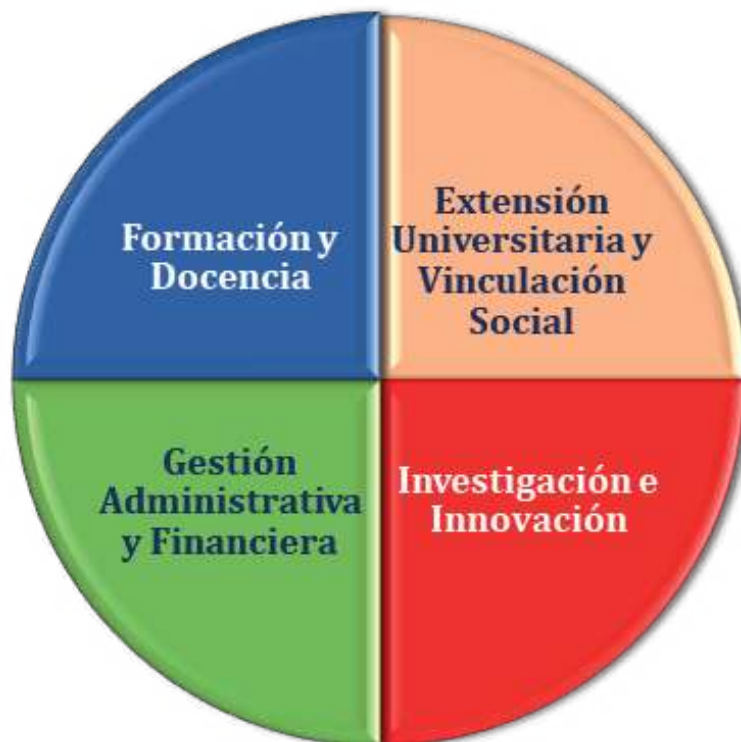 Formación y
Docencia
Extensión
Universitaria y
Vinculación
Social
Gestión
Administrativa
y Financiera
Investigación e
Innovación